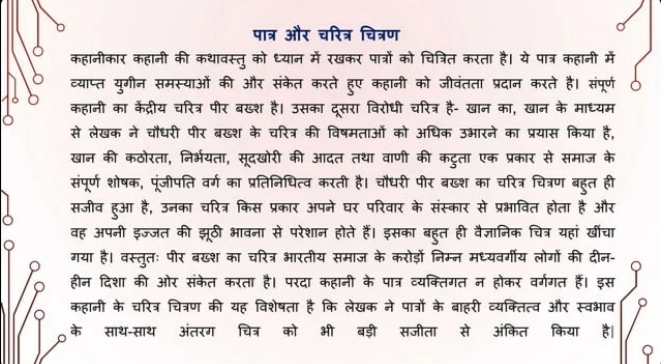 पात्र और चरित्र चित्रण
कहानीकार कहानी की कथावस्तु को ध्यान में रखकर पात्रों को चित्रित करता है। ये पात्र कहानी में
व्याप्त युगीन समस्याओं की और संकेत करते हुए कहानी को जीवंतता प्रदान करते है। संपूर्ण
कहानी का केंद्रीय चरित्र पीर बख्श है। उसका दूसरा विरोधी चरित्र है- खान का, खान के माध्यम
से लेखक ने चौधरी पीर बख्श के चरित्र की विषमताओं को अधिक उभारने का प्रयास किया है,
खान की कठोरता, निर्भयता, सूदखोरी की आदत तथा वाणी की कटुता एक प्रकार से समाज के
संपूर्ण शोषक, पूंजीपति वर्ग का प्रतिनिधित्व करती है। चौधरी पीर बख्श का चरित्र चित्रण बहुत ही
सजीव हुआ है, उनका चरित्र किस प्रकार अपने घर परिवार के संस्कार से प्रभावित होता है और
वह अपनी इज्जत की झूठी भावना से परेशान होते हैं। इसका बहुत ही वैज्ञानिक चित्र यहां खींचा
गया है। वस्तुतः पीर बख्श का चरित्र भारतीय समाज के करोड़ों निम्न मध्यवर्गीय लोगों की दीन-
हीन दिशा की ओर संकेत करता है। परदा कहानी के पात्र व्यक्तिगत न होकर वर्गगत हैं। इस
कहानी के चरित्र चित्रण की यह विशेषता है कि लेखक ने पात्रों के बाहरी व्यक्तित्व और स्वभाव
के साथ-साथ अंतरग चित्र को भी बड़ी सजीता से अंकित किया है|